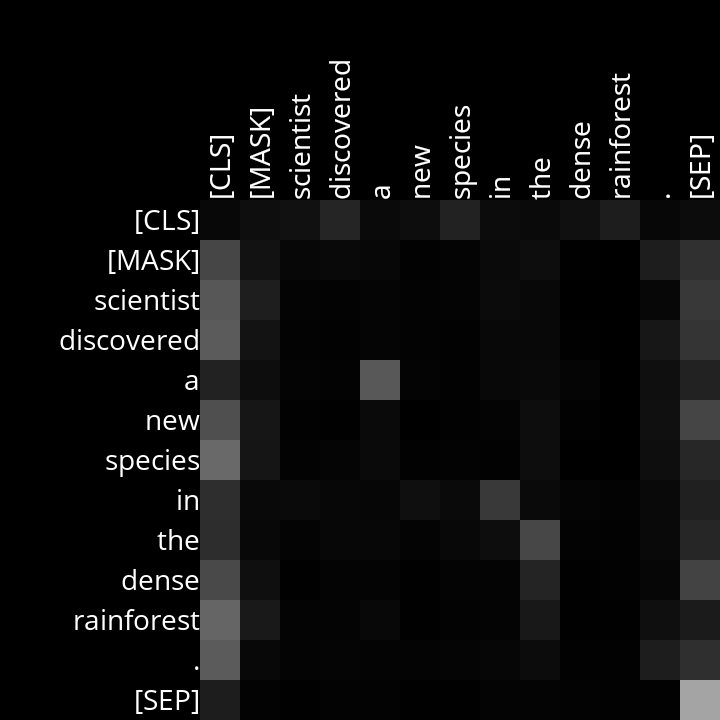 [CLS]
[MASK]
scientist
discovered
a
new
species
in
the
dense
rainforest
.
[SEP]
[CLS]
[MASK]
scientist
discovered
a
new
species
in
the
dense
rainforest
.
[SEP]